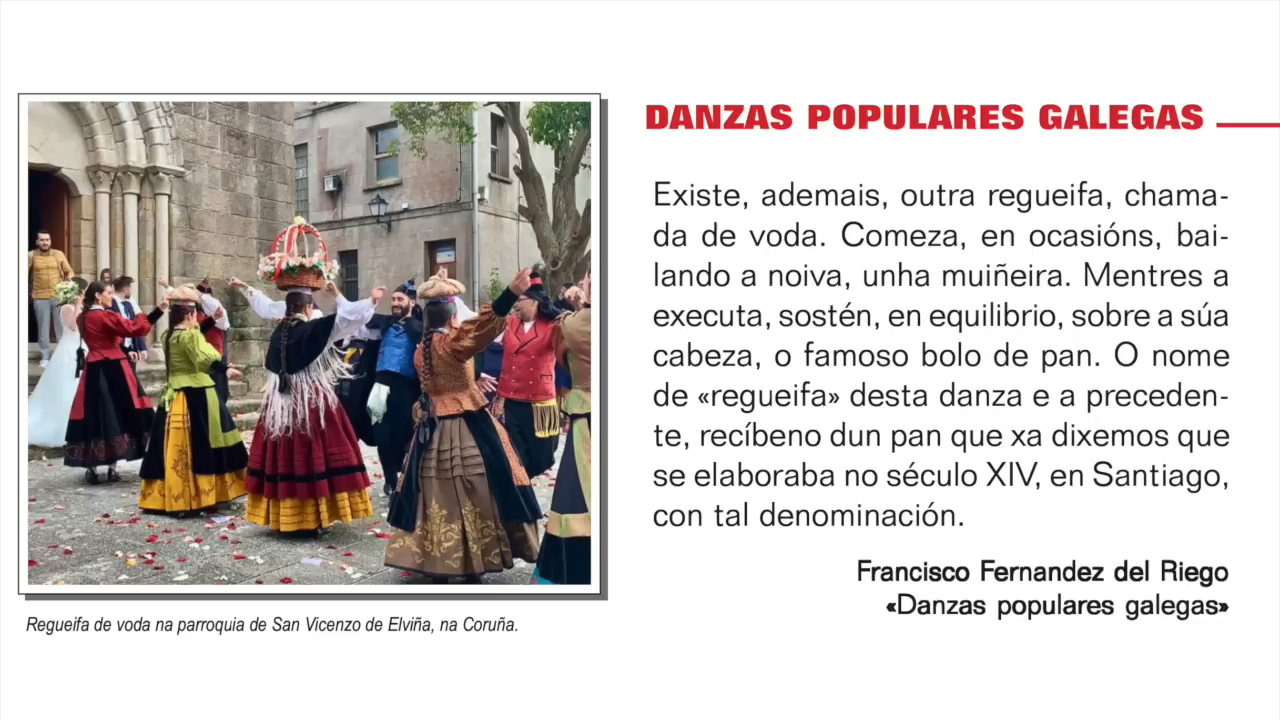 DANZAS POPULARES GALEGAS
Existe, ademais, outra regueifa, chama-
da de voda. Comeza, en ocasións, bai-
lando a noiva, unha muiñeira. Mentres a
executa, sostén, en equilibrio, sobre a súa
cabeza, o famoso bolo de pan. O nome
de «regueifa» desta danza e a preceden-
te, recíbeno dun pan que xa dixemos que
se elaboraba no século XIV, en Santiago,
con tal denominación.
Francisco Fernandez del Riego
«Danzas populares galegas»
Regueifa de voda na parroquia de San Vicenzo de Elviña, na Coruña.